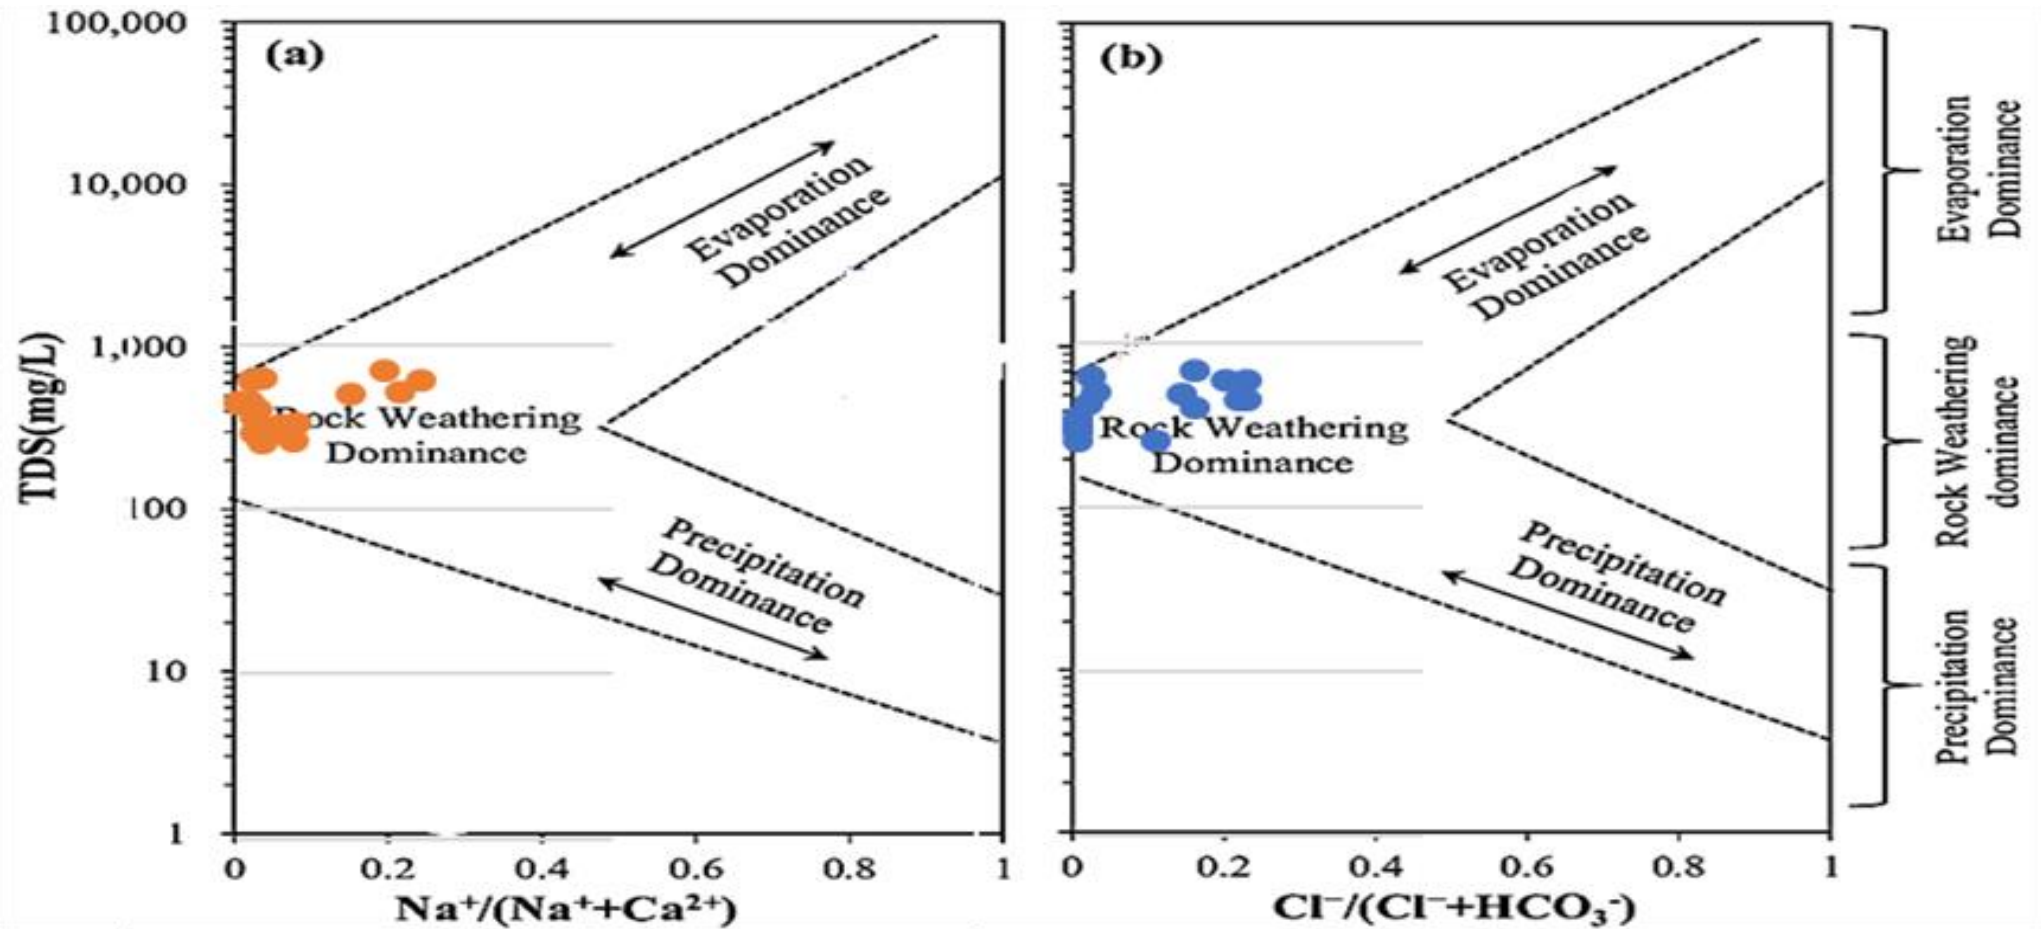 100,000
10,000
1,000
100
10
1
TDS(mg/L)
(a)
Evaporation
Dominance
Rock Weathering
Dominance
Precipitation
Dominance
0 0.2 0.4 0.6 0.8 1
Na⁺/(Na⁺+Ca²⁺)
(b)
Evaporation
Dominance
Rock Weathering
Dominance
Precipitation
Dominance
0 0.2 0.4 0.6 0.8 1
Cl⁻/(Cl⁻+HCO₃⁻)
Evaporation
Dominance
Rock Weathering
dominance
Precipitation
Dominance